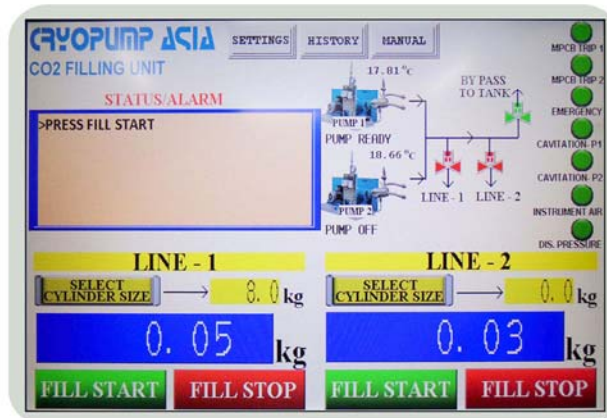 CRYOPUMP ASIA
SETTINGS HISTORY MANUAL
CO2 FILLING UNIT
MPCB TRIP 1
STATUS/ALARM
>PRESS FILL START
17.81°c
BY PASS
TO TANK
MPCB TRIP 2
PUMP 1
PUMP READY
EMERGENCY
CAVITATION-P1
18.66°c
CAVITATION-P2
PUMP 2
PUMP OFF
LINE - 1 LINE - 2
INSTRUMENT AIR
DIS. PRESSURE
LINE - 1
SELECT
CYLINDER SIZE
8.0 kg
0.05 kg
FILL START FILL STOP
LINE - 2
SELECT
CYLINDER SIZE
0.0 kg
0.03 kg
FILL START FILL STOP